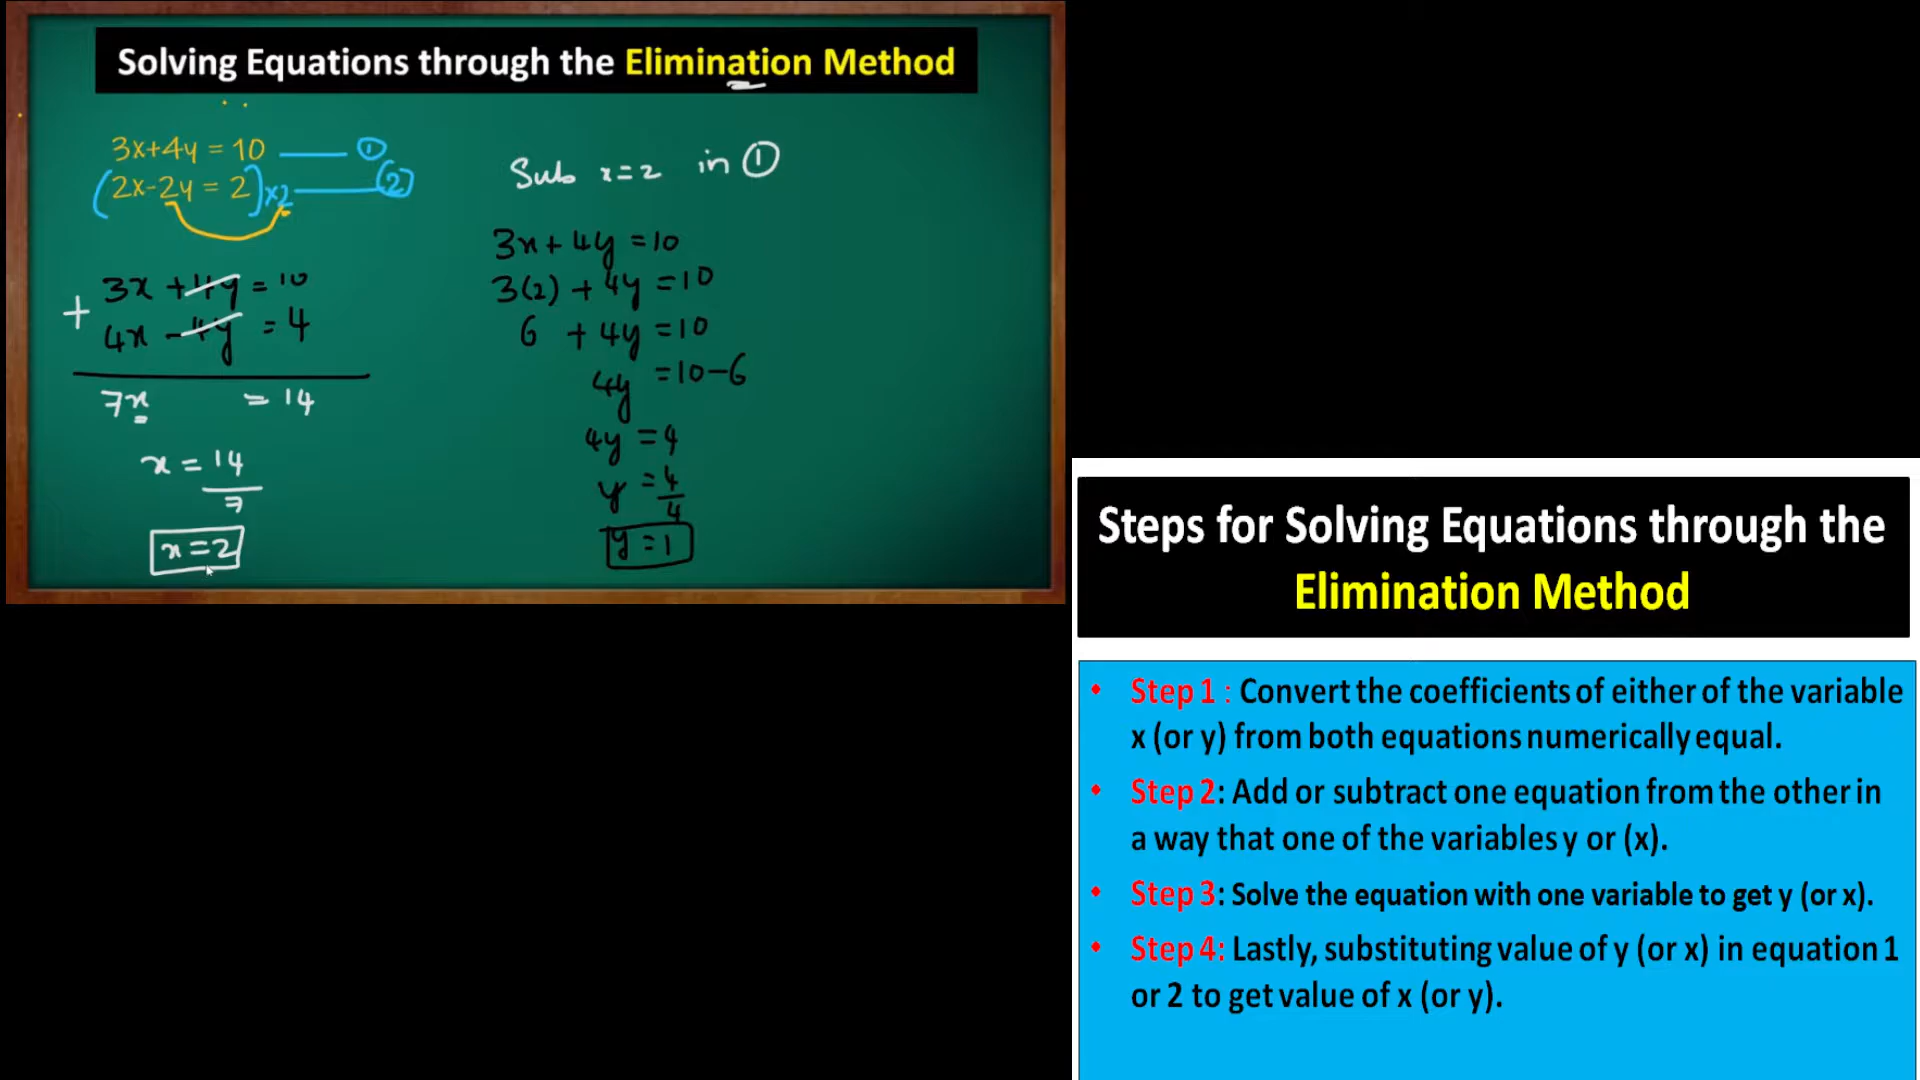 Solving Equations through the Elimination Method
3x+4y = 10 ——— ①
(2x-2y = 2)×2 ——— (2)
3x + 4y = 10
+
4x - 4y = 4
7x = 14
x = 14
7
x = 2
Sub x = 2 in ①
3x + 4y = 10
3(2) + 4y = 10
6 + 4y = 10
4y = 10 - 6
4y = 4
y = 4
4
y = 1
Steps for Solving Equations through the
Elimination Method
• Step 1 : Convert the coefficients of either of the variable
x (or y) from both equations numerically equal.
• Step 2: Add or subtract one equation from the other in
a way that one of the variables y or (x).
• Step 3: Solve the equation with one variable to get y (or x).
• Step 4: Lastly, substituting value of y (or x) in equation 1
or 2 to get value of x (or y).